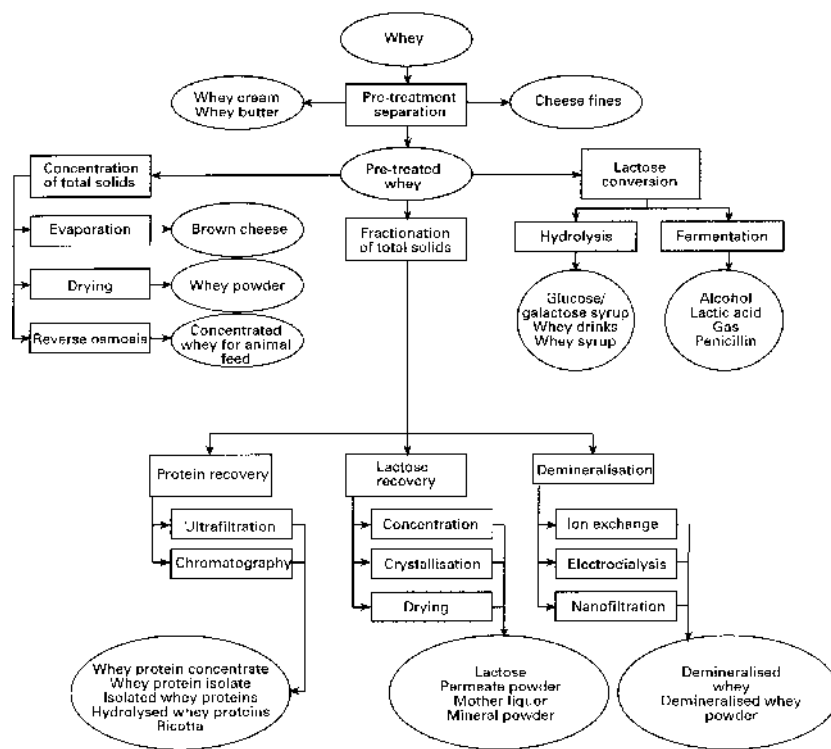 Whey
Whey cream
Whey butter
Pre-treatment
separation
Cheese fines
Concentration
of total solids
Pre-treated
whey
Lactose
conversion
Evaporation
Brown cheese
Fractionation
of total solids
Hydrolysis
Fermentation
Drying
Whey powder
Glucose/
galactose syrup
Whey drinks
Whey syrup
Alcohol
Lactic acid
Gas
Penicillin
Reverse osmosis
Concentrated
whey for animal
feed
Protein recovery
Lactose
recovery
Demineralisation
Ultrafiltration
Chromatography
Concentration
Crystallisation
Drying
Ion exchange
Electrodialysis
Nanofiltration
Whey protein concentrate
Whey protein isolate
Isolated whey proteins
Hydrolysed whey proteins
Ricotta
Lactose
Permeate powder
Mother liquor
Mineral powder
Demineralised
whey
Demineralised whey
powder